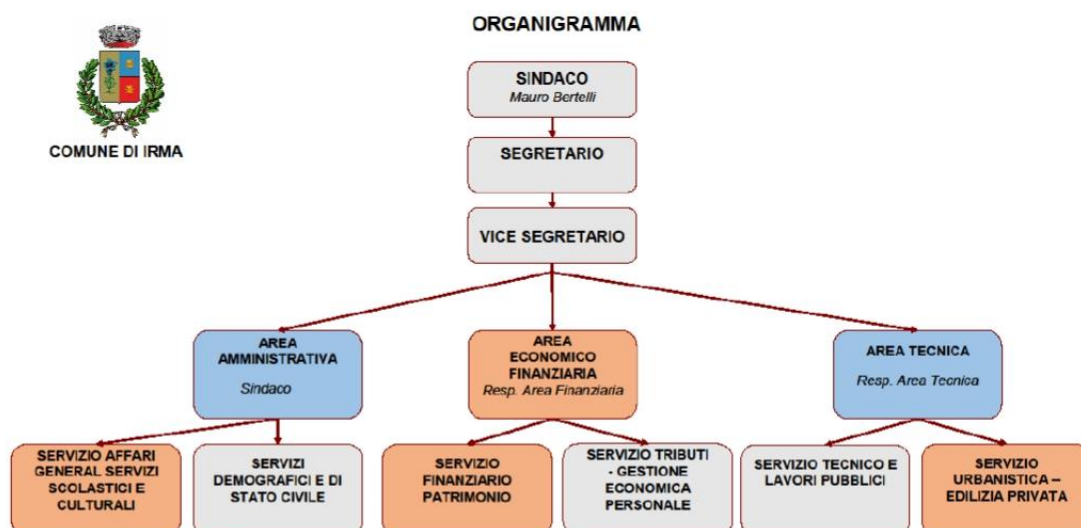 ORGANIGRAMMA
COMUNE DI IRMA
SINDACO
Mauro Bertelli
SEGRETARIO
VICE SEGRETARIO
AREA
AMMINISTRATIVA
Sindaco
AREA
ECONOMICO
FINANZIARIA
Resp. Area Finanziaria
AREA TECNICA
Resp. Area Tecnica
SERVIZIO AFFARI
GENERAL SERVIZI
SCOLASTICI E
CULTURALI
SERVIZI
DEMOGRAFICI E DI
STATO CIVILE
SERVIZIO
FINANZIARIO
PATRIMONIO
SERVIZIO TRIBUTI
- GESTIONE
ECONOMICA
PERSONALE
SERVIZIO TECNICO E
LAVORI PUBBLICI
SERVIZIO
URBANISTICA –
EDILIZIA PRIVATA